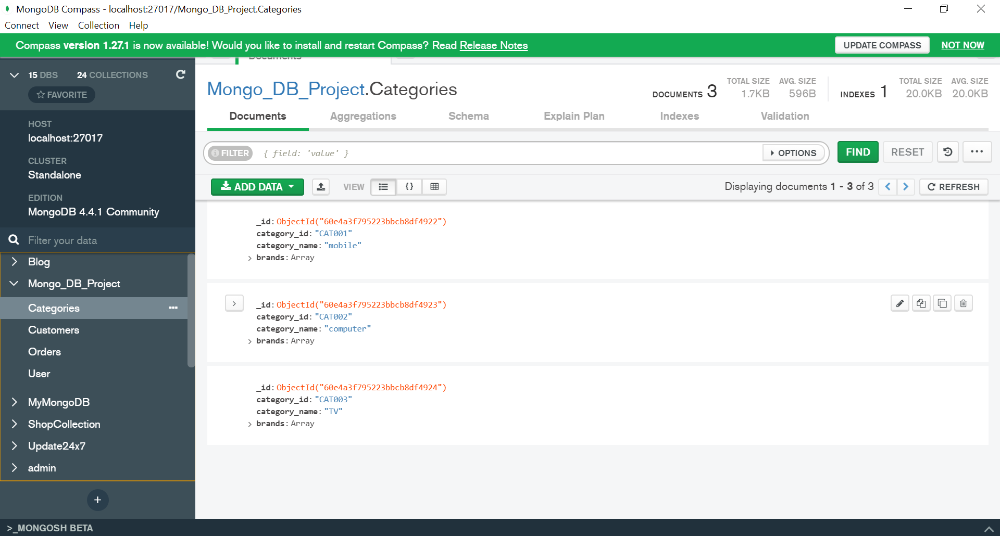 MongoDB Compass - localhost:27017/Mongo_DB_Project.Categories
Connect View Collection Help
Compass version 1.27.1 is now available! Would you like to install and restart Compass? Read Release Notes
UPDATE COMPASS
NOT NOW
15 DBS 24 COLLECTIONS
FAVORITE
HOST
localhost:27017
CLUSTER
Standalone
EDITION
MongoDB 4.4.1 Community
Filter your data
Blog
Mongo_DB_Project
Categories
Customers
Orders
User
MyMongoDB
ShopCollection
Update24x7
admin
+
>_MONGOSH BETA
Documents
Mongo_DB_Project.Categories
DOCUMENTS 3
TOTAL SIZE
1.7KB
AVG. SIZE
596B
INDEXES 1
TOTAL SIZE
20.0KB
AVG. SIZE
20.0KB
Documents Aggregations Schema Explain Plan Indexes Validation
FILTER { field: 'value' } OPTIONS FIND RESET ...
ADD DATA VIEW {} Displaying documents 1 - 3 of 3 < > REFRESH
_id: ObjectId("60e4a3f795223bbcb8df4922")
category_id: "CAT001"
category_name: "mobile"
> brands: Array
_id: ObjectId("60e4a3f795223bbcb8df4923")
category_id: "CAT002"
category_name: "computer"
> brands: Array
_id: ObjectId("60e4a3f795223bbcb8df4924")
category_id: "CAT003"
category_name: "TV"
> brands: Array